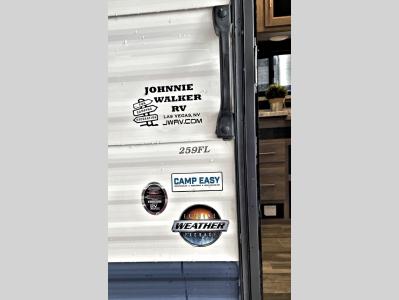 JOHNNIE
WALKER
RV
LAS VEGAS, NV
JWRV.COM
259FL
CAMP EASY
WEATHER